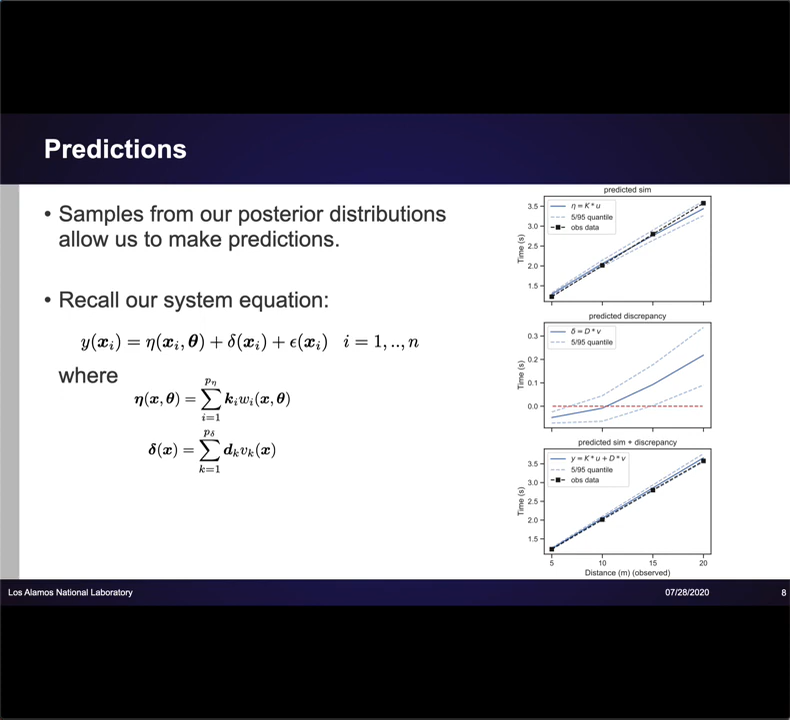 Predictions
• Samples from our posterior distributions
allow us to make predictions.
• Recall our system equation:
y(x_i) = η(x_i, θ) + δ(x_i) + ϵ(x_i)   i = 1, .., n
where
η(x, θ) = ∑_{i=1}^{p_η} k_i w_i(x, θ)
δ(x) = ∑_{k=1}^{p_δ} d_k v_k(x)
predicted sim
η = K * u
5/95 quantile
obs data
Time (s)
3.5
3.0
2.5
2.0
1.5
predicted discrepancy
δ = D * v
5/95 quantile
Time (s)
0.3
0.2
0.1
0.0
predicted sim + discrepancy
y = K * u + D * v
5/95 quantile
obs data
Time (s)
3.5
3.0
2.5
2.0
1.5
5 10 15 20
Distance (m) (observed)
Los Alamos National Laboratory
07/28/2020
8